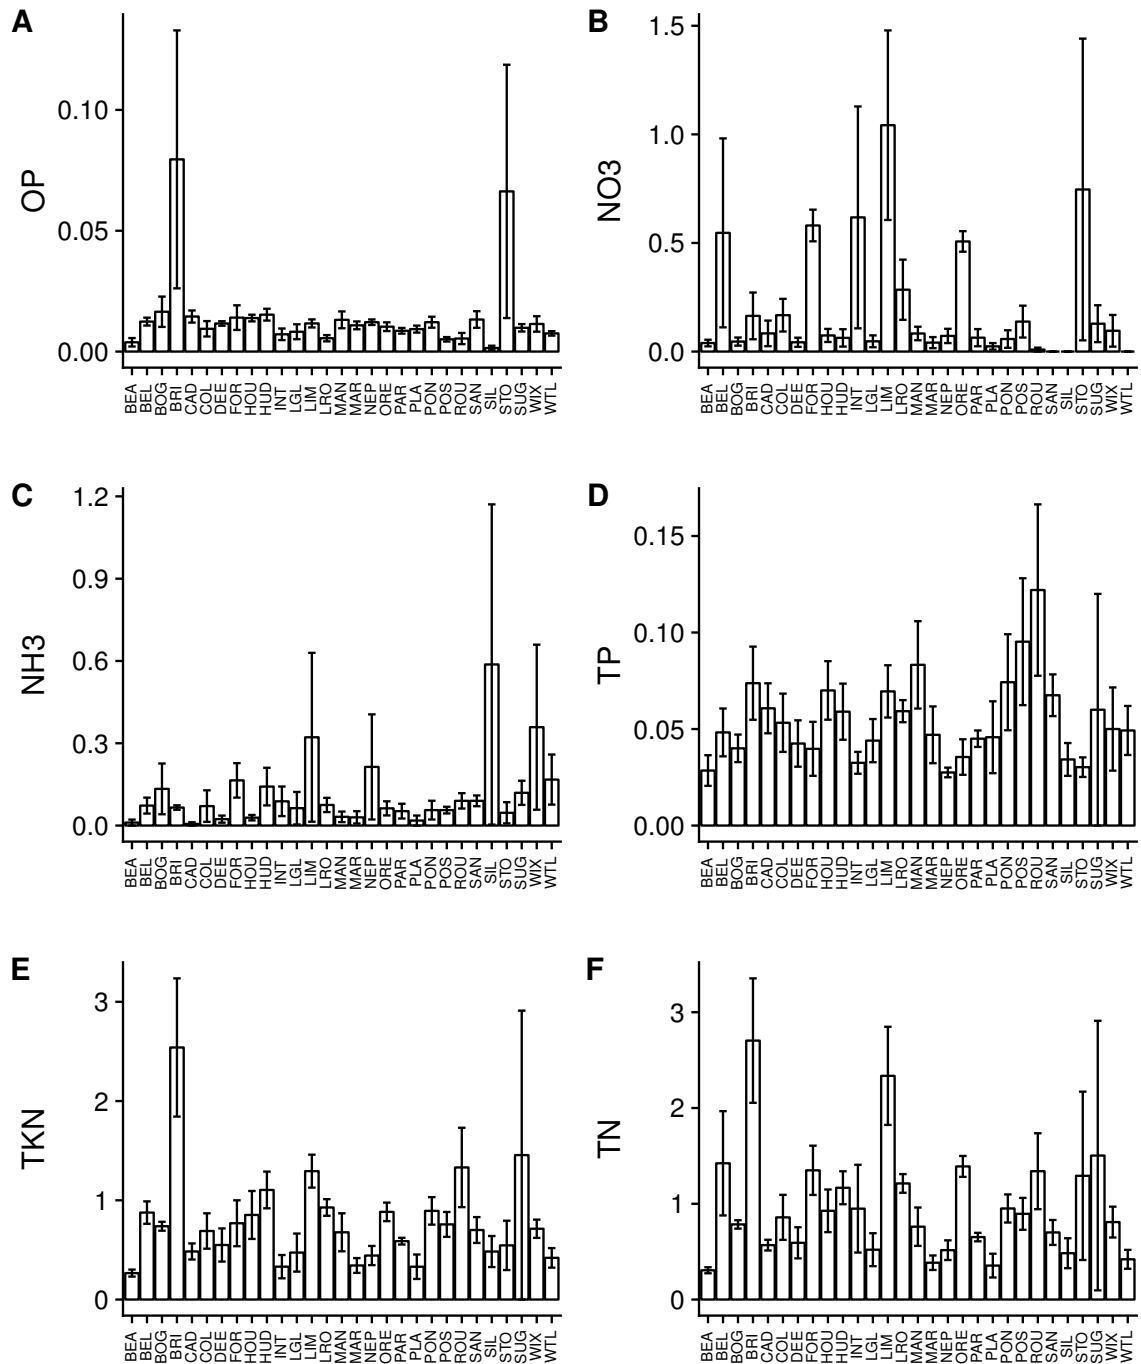 A
OP
0.10
0.05
0.00
BEA BEL BOG BRI CAD COL DEE FOR HOU HUD INT LGL LIM LRO MAN MAR NEP ORE PAR PLA PON POS ROU SAN SIL STO SUG WIX WTL
B
NO3
1.5
1.0
0.5
0.0
BEA BEL BOG BRI CAD COL DEE FOR HOU HUD INT LGL LIM LRO MAN MAR NEP ORE PAR PLA PON POS ROU SAN SIL STO SUG WIX WTL
C
NH3
1.2
0.9
0.6
0.3
0.0
BEA BEL BOG BRI CAD COL DEE FOR HOU HUD INT LGL LIM LRO MAN MAR NEP ORE PAR PLA PON POS ROU SAN SIL STO SUG WIX WTL
D
TP
0.15
0.10
0.05
0.00
BEA BEL BOG BRI CAD COL DEE FOR HOU HUD INT LGL LIM LRO MAN MAR NEP ORE PAR PLA PON POS ROU SAN SIL STO SUG WIX WTL
E
TKN
3
2
1
0
BEA BEL BOG BRI CAD COL DEE FOR HOU HUD INT LGL LIM LRO MAN MAR NEP ORE PAR PLA PON POS ROU SAN SIL STO SUG WIX WTL
F
TN
3
2
1
0
BEA BEL BOG BRI CAD COL DEE FOR HOU HUD INT LGL LIM LRO MAN MAR NEP ORE PAR PLA PON POS ROU SAN SIL STO SUG WIX WTL